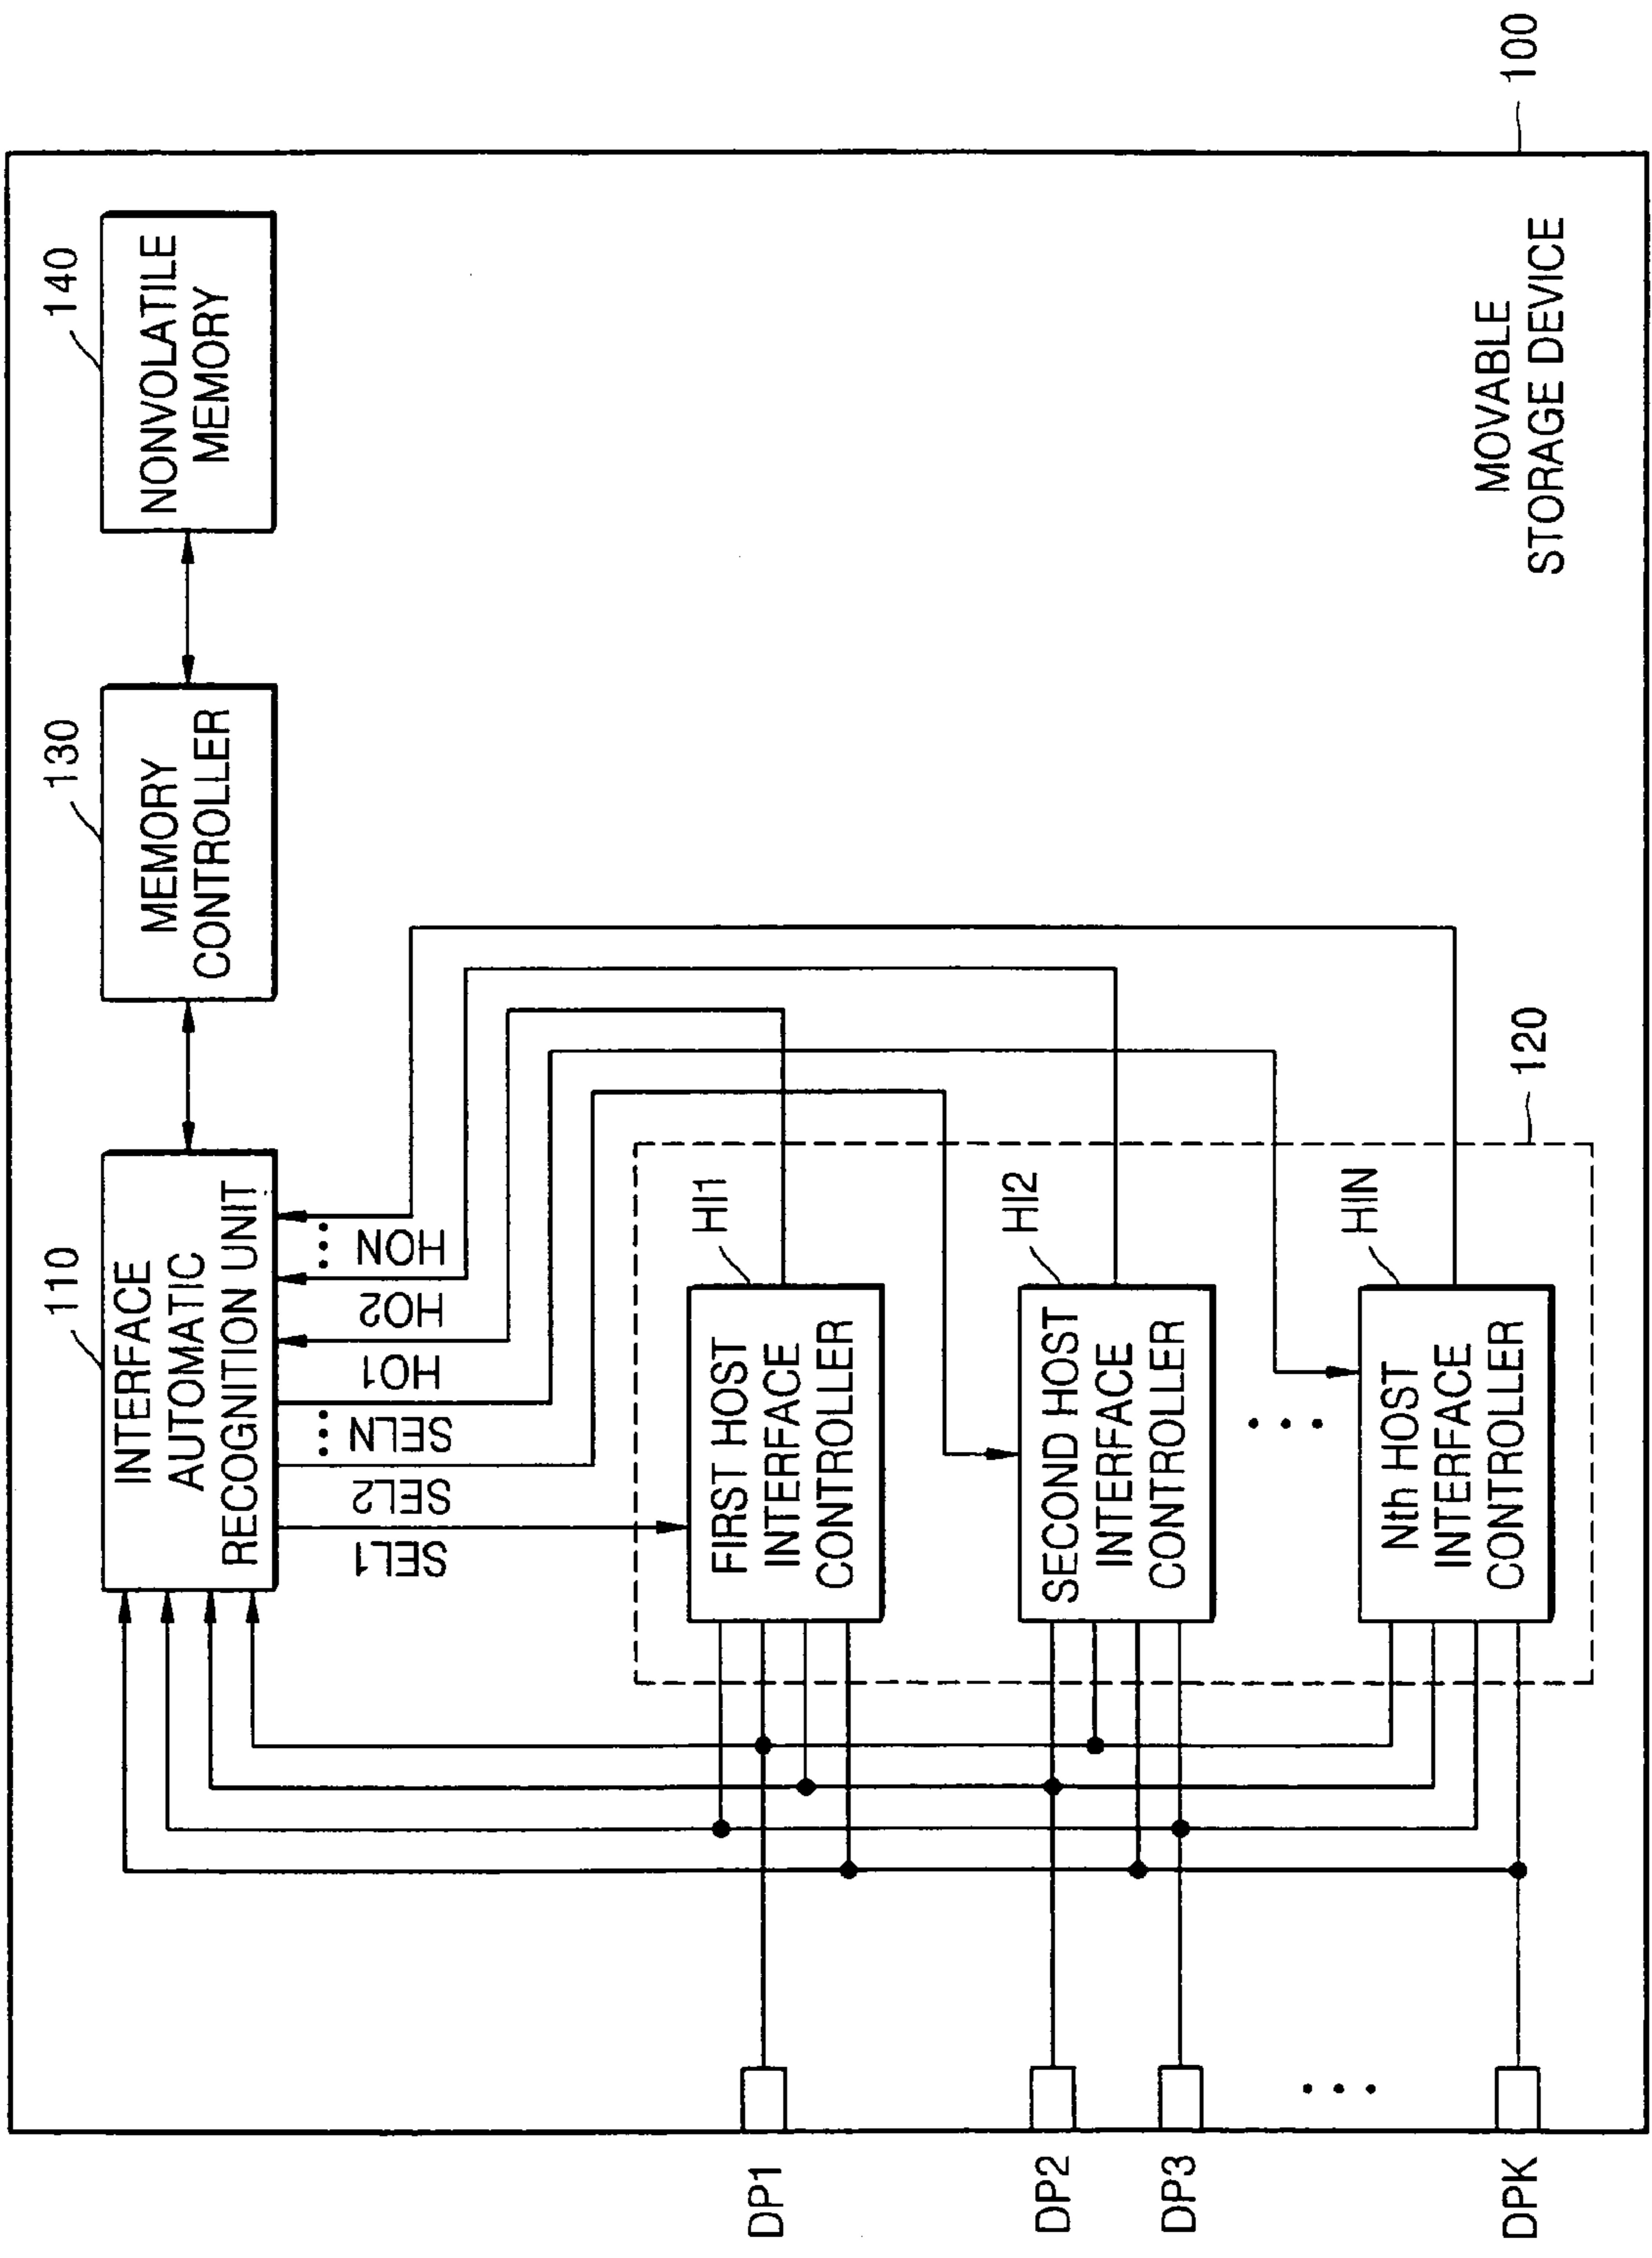 100
110
INTERFACE
AUTOMATIC
RECOGNITION UNIT
130
MEMORY
CONTROLLER
140
NONVOLATILE
MEMORY
SEL1
SEL2
SELN
HO1
HO2
HON
120
HI1
FIRST HOST
INTERFACE
CONTROLLER
HI2
SECOND HOST
INTERFACE
CONTROLLER
HIN
Nth HOST
INTERFACE
CONTROLLER
DP1
DP2
DP3
DPK
MOVABLE
STORAGE DEVICE